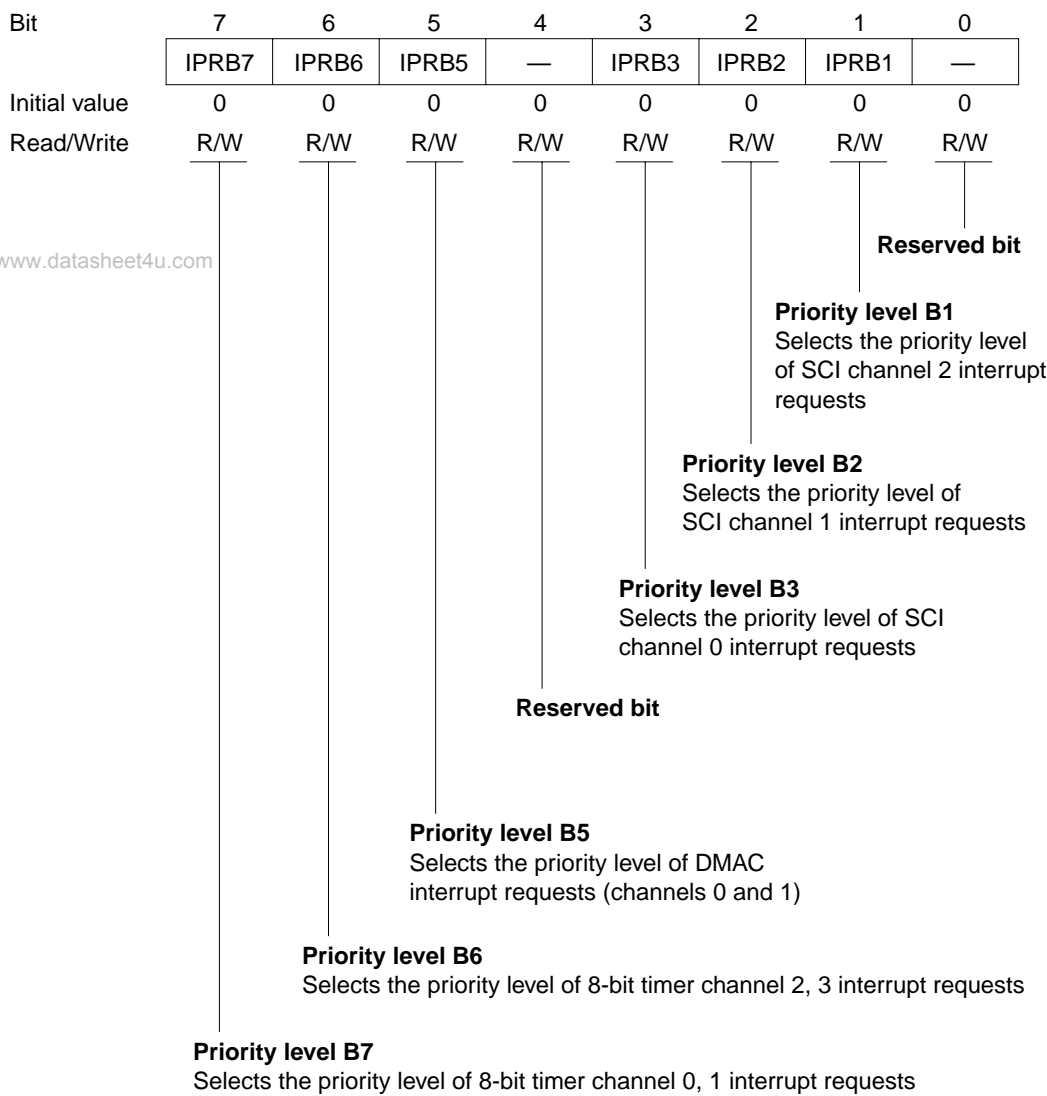 Bit 7 6 5 4 3 2 1 0
IPRB7 IPRB6 IPRB5 — IPRB3 IPRB2 IPRB1 —
Initial value 0 0 0 0 0 0 0 0
Read/Write R/W R/W R/W R/W R/W R/W R/W R/W
Reserved bit
www.datasheet4u.com
Priority level B1
Selects the priority level
of SCI channel 2 interrupt
requests
Priority level B2
Selects the priority level of
SCI channel 1 interrupt requests
Priority level B3
Selects the priority level of SCI
channel 0 interrupt requests
Reserved bit
Priority level B5
Selects the priority level of DMAC
interrupt requests (channels 0 and 1)
Priority level B6
Selects the priority level of 8-bit timer channel 2, 3 interrupt requests
Priority level B7
Selects the priority level of 8-bit timer channel 0, 1 interrupt requests